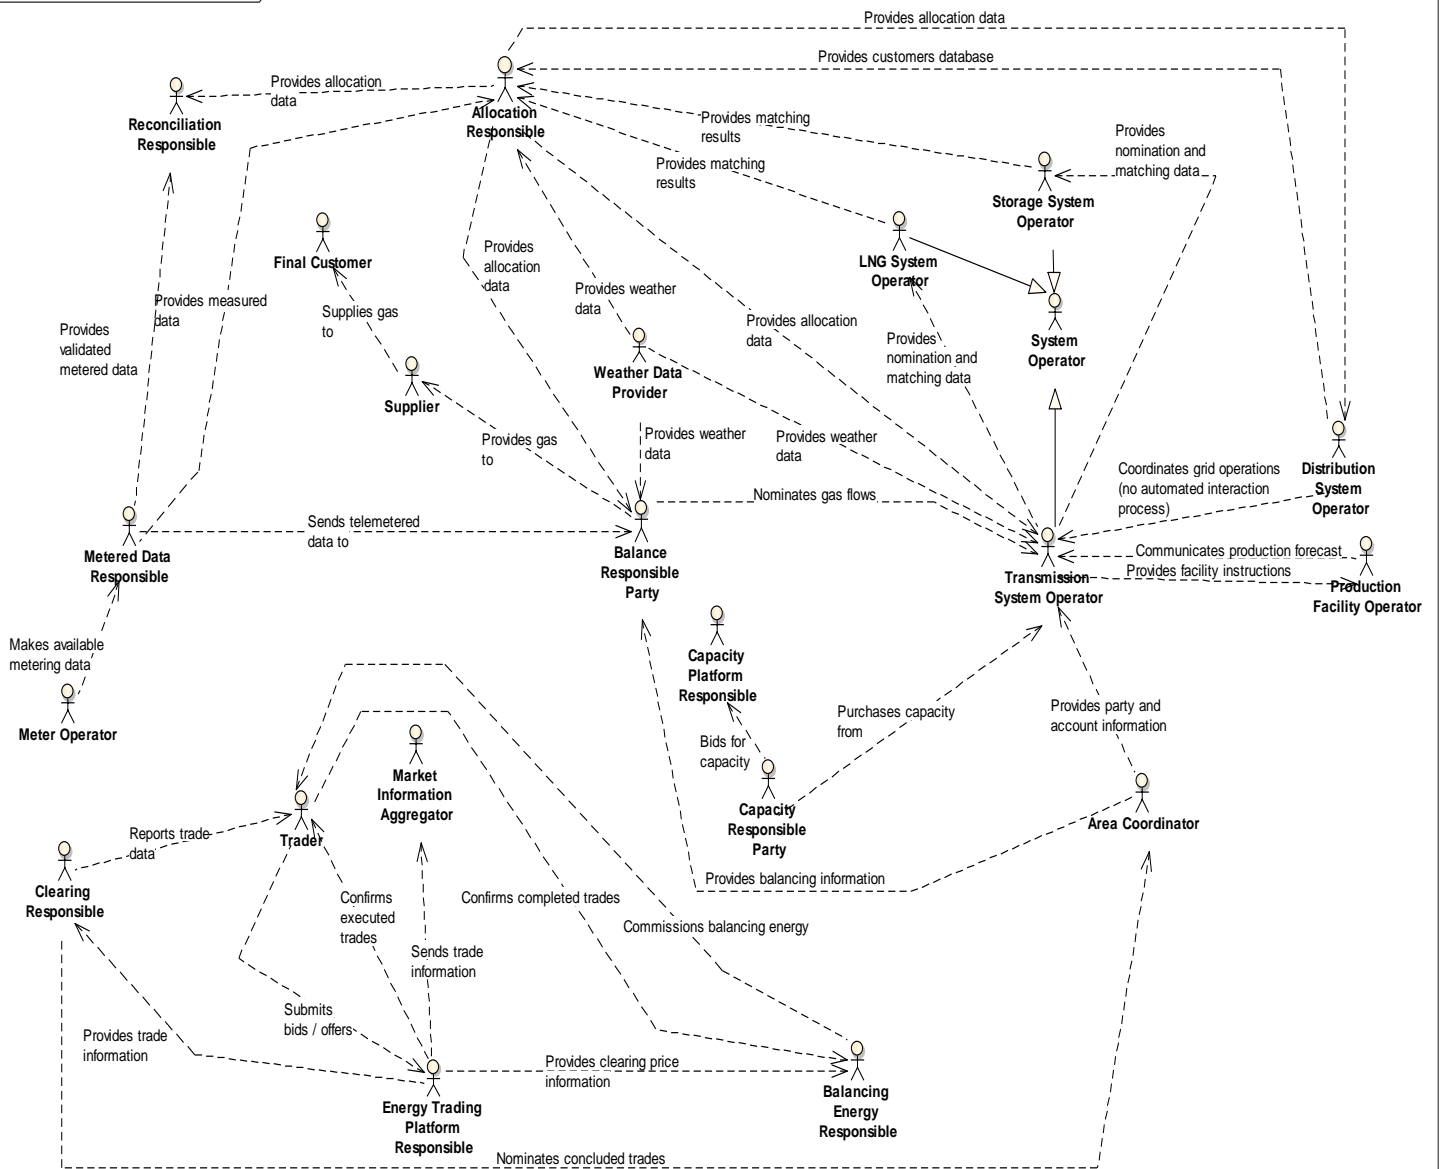 Provides allocation data
Provides customers database
Provides allocation
data
Reconciliation
Responsible
Allocation
Responsible
Provides matching
results
Provides matching
results
Provides
nomination and
matching data
Storage System
Operator
Final Customer
LNG System
Operator
Provides
allocation
data
Provides weather
data
Provides measured
data
Supplies gas
to
Provides allocation
data
Provides
nomination and
matching data
System
Operator
Provides
validated
metered data
Weather Data
Provider
Supplier
Provides gas
to
Provides weather
data
Provides weather
data
Nominates gas flows
Coordinates grid operations
(no automated interaction
process)
Distribution
System
Operator
Sends telemetered
data to
Metered Data
Responsible
Balance
Responsible
Party
Communicates production forecast
Provides facility instructions
Transmission
System Operator
Production
Facility Operator
Makes available
metering data
Meter Operator
Capacity
Platform
Responsible
Purchases capacity
from
Provides party and
account information
Bids for
capacity
Market
Information
Aggregator
Capacity
Responsible
Party
Area Coordinator
Reports trade
data
Trader
Clearing
Responsible
Provides balancing information
Confirms
executed
trades
Confirms completed trades
Commissions balancing energy
Sends trade
information
Submits
bids / offers
Provides trade
information
Provides clearing price
information
Energy Trading
Platform
Responsible
Balancing
Energy
Responsible
Nominates concluded trades